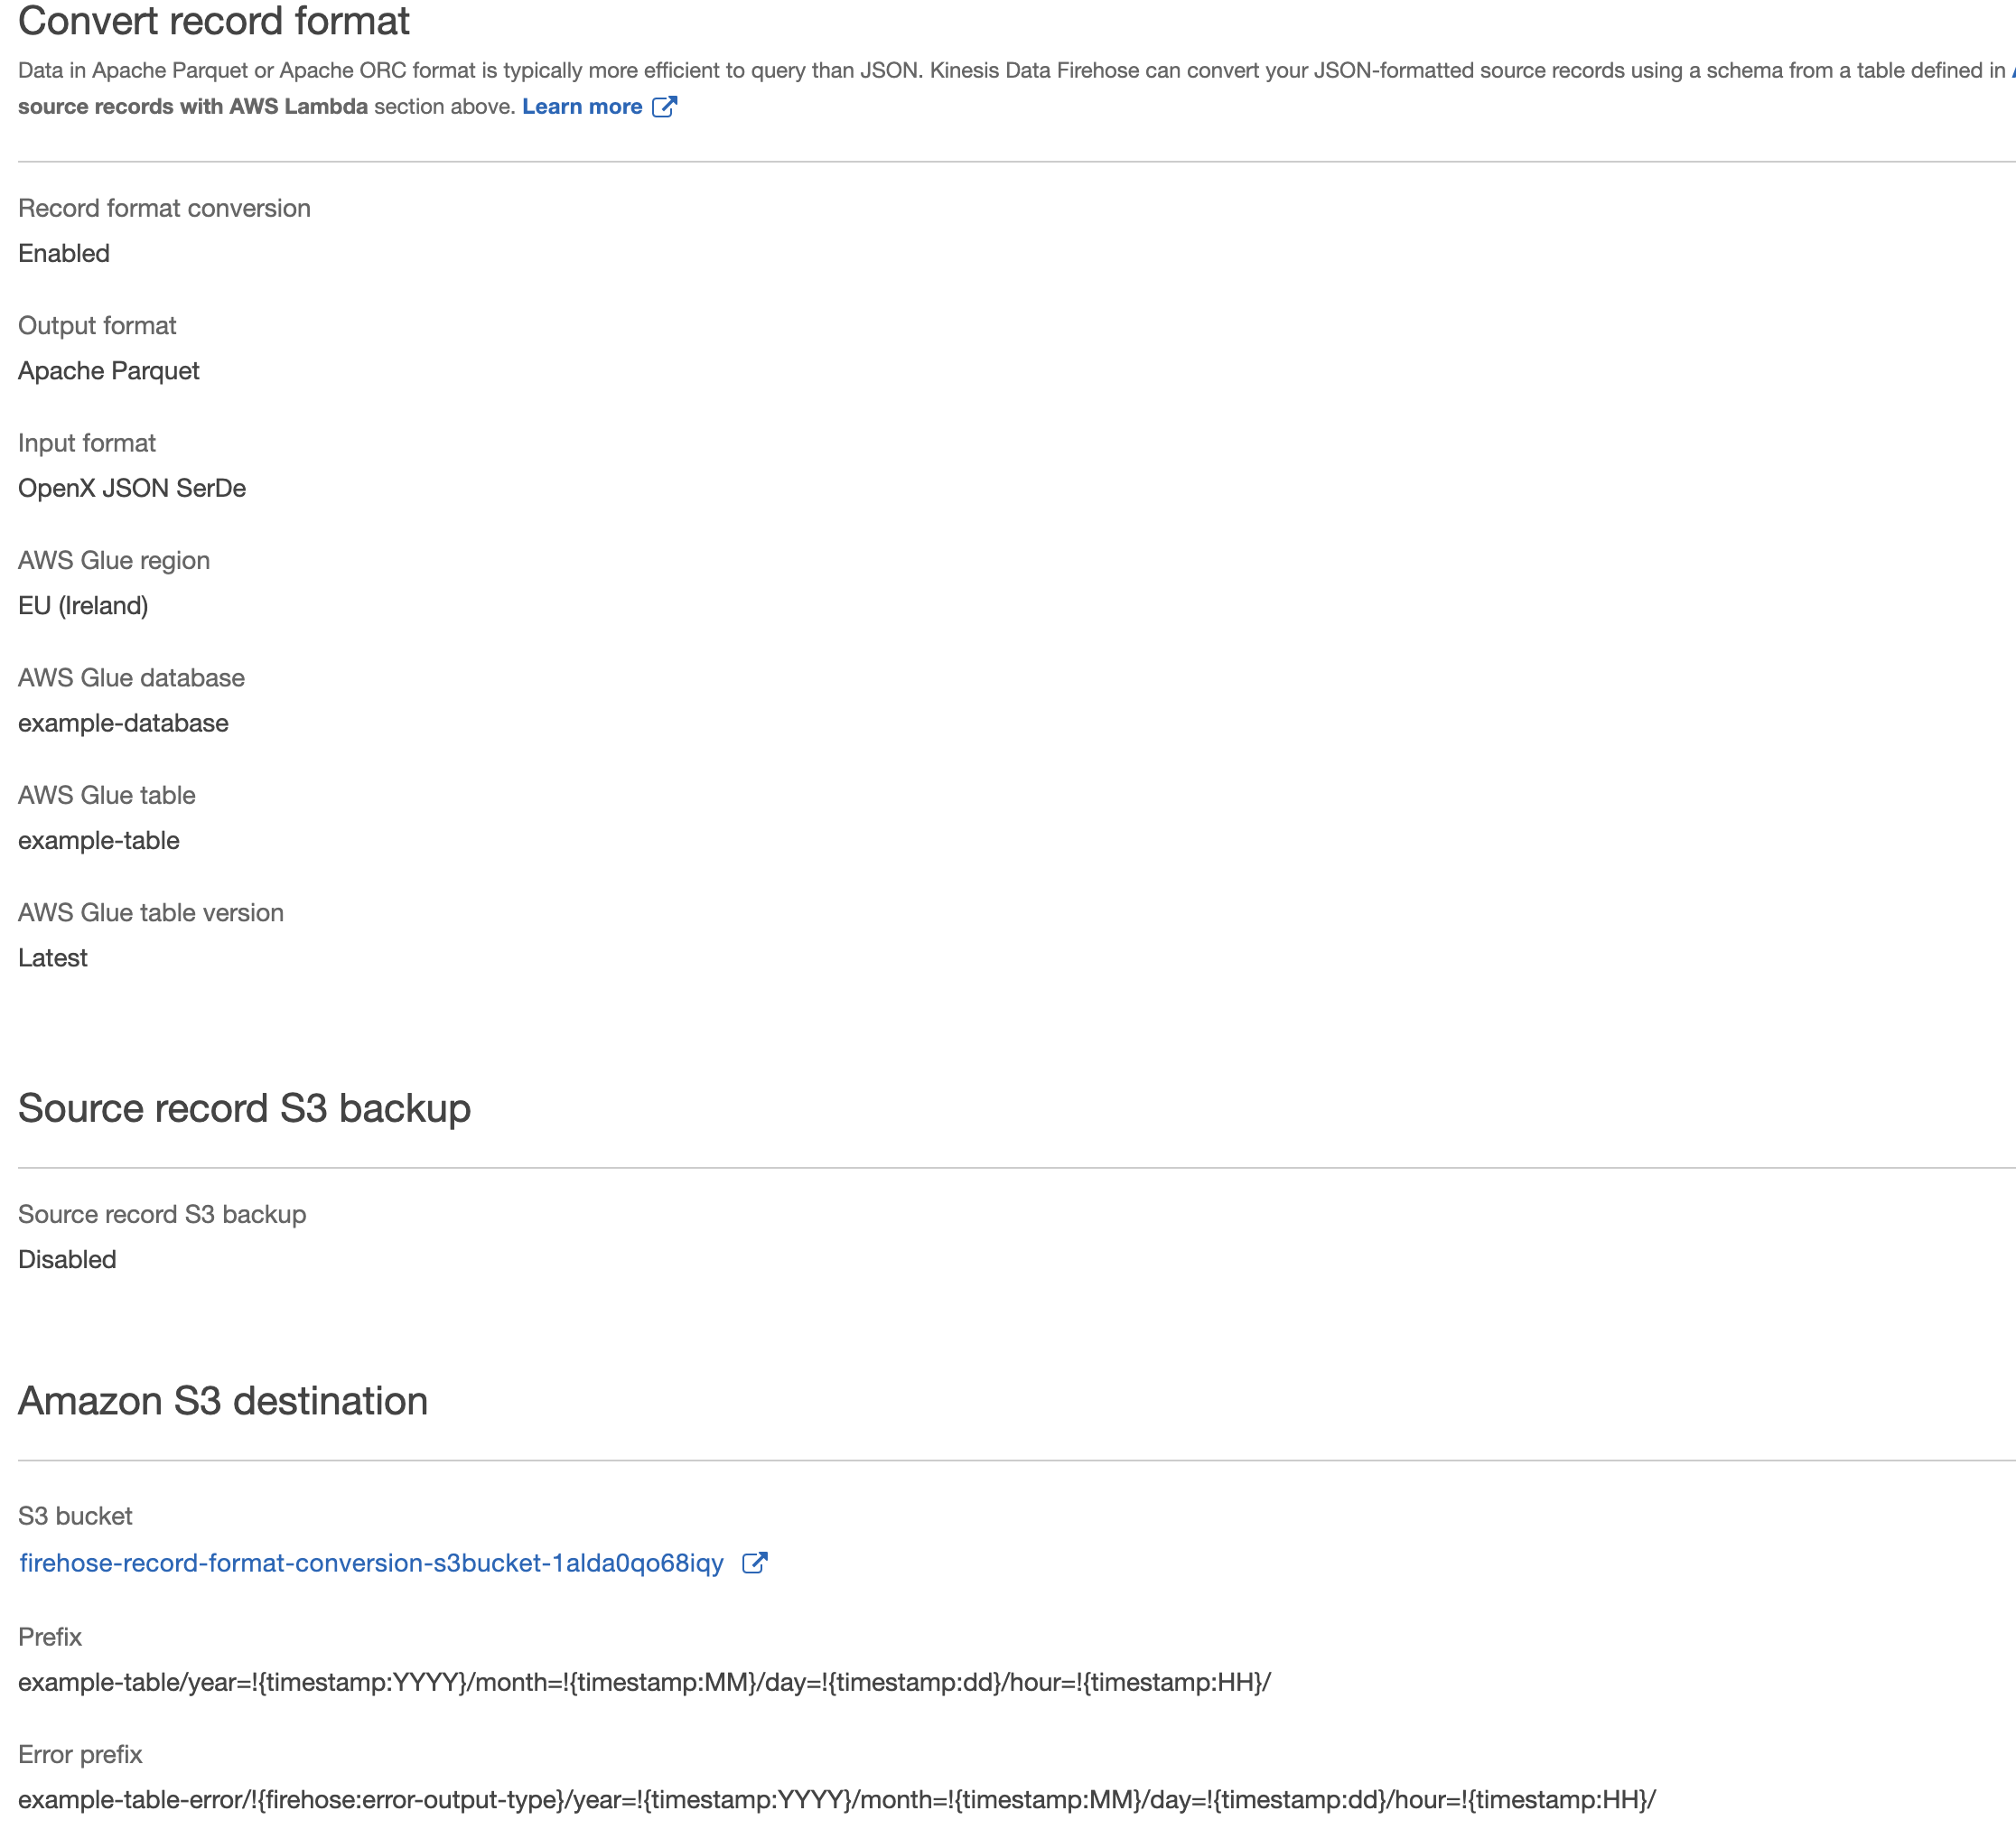 Convert record format
Data in Apache Parquet or Apache ORC format is typically more efficient to query than JSON. Kinesis Data Firehose can convert your JSON-formatted source records using a schema from a table defined in
source records with AWS Lambda section above. Learn more
Record format conversion
Enabled
Output format
Apache Parquet
Input format
OpenX JSON SerDe
AWS Glue region
EU (Ireland)
AWS Glue database
example-database
AWS Glue table
example-table
AWS Glue table version
Latest
Source record S3 backup
Source record S3 backup
Disabled
Amazon S3 destination
S3 bucket
firehose-record-format-conversion-s3bucket-1alda0qo68iqy
Prefix
example-table/year=!{timestamp:YYYY}/month=!{timestamp:MM}/day=!{timestamp:dd}/hour=!{timestamp:HH}/
Error prefix
example-table-error/!{firehose:error-output-type}/year=!{timestamp:YYYY}/month=!{timestamp:MM}/day=!{timestamp:dd}/hour=!{timestamp:HH}/